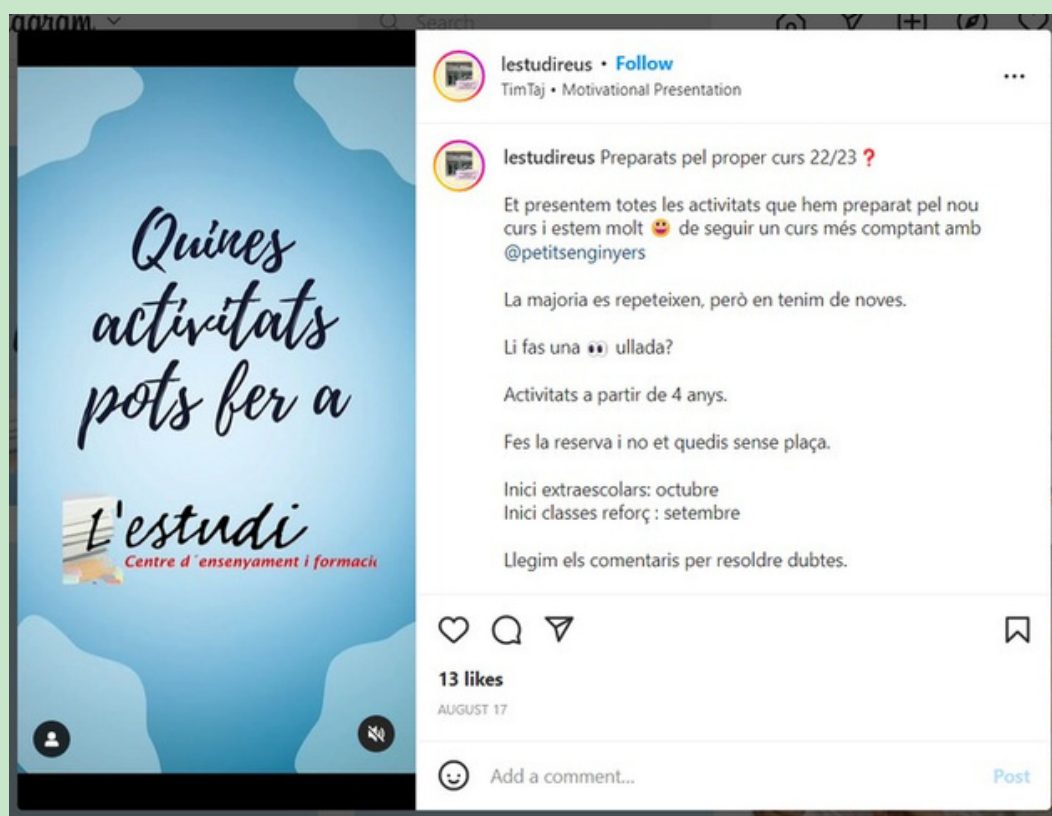 Search
Quines
activitats
pots fer a
L'estudi
Centre d´ensenyament i formació
lestudireus • Follow
TimTaj • Motivational Presentation
lestudireus Preparats pel proper curs 22/23 ❓
Et presentem totes les activitats que hem preparat pel nou
curs i estem molt 😀 de seguir un curs més comptant amb
@petitsenginyers
La majoria es repeteixen, però en tenim de noves.
Li fas una 👀 ullada?
Activitats a partir de 4 anys.
Fes la reserva i no et quedis sense plaça.
Inici extraescolars: octubre
Inici classes reforç : setembre
Llegim els comentaris per resoldre dubtes.
13 likes
AUGUST 17
Add a comment...
Post